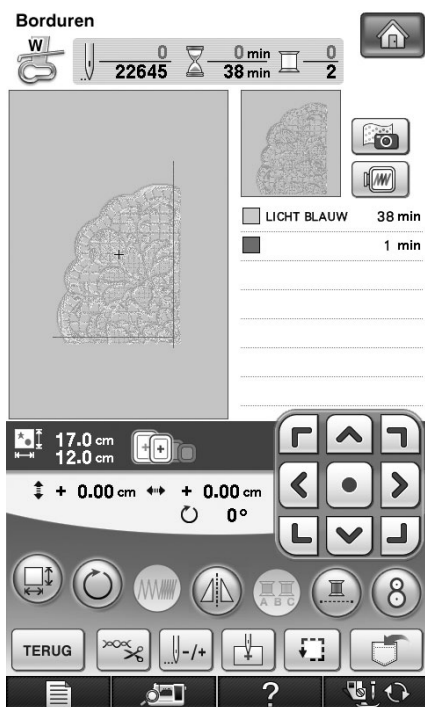 Borduren
W
0 0 min 0
22645 38 min 2
LICHT BLAUW 38 min
1 min
17.0 cm
12.0 cm
+ 0.00 cm + 0.00 cm
0°
A B C
8
TERUG -/+
? i